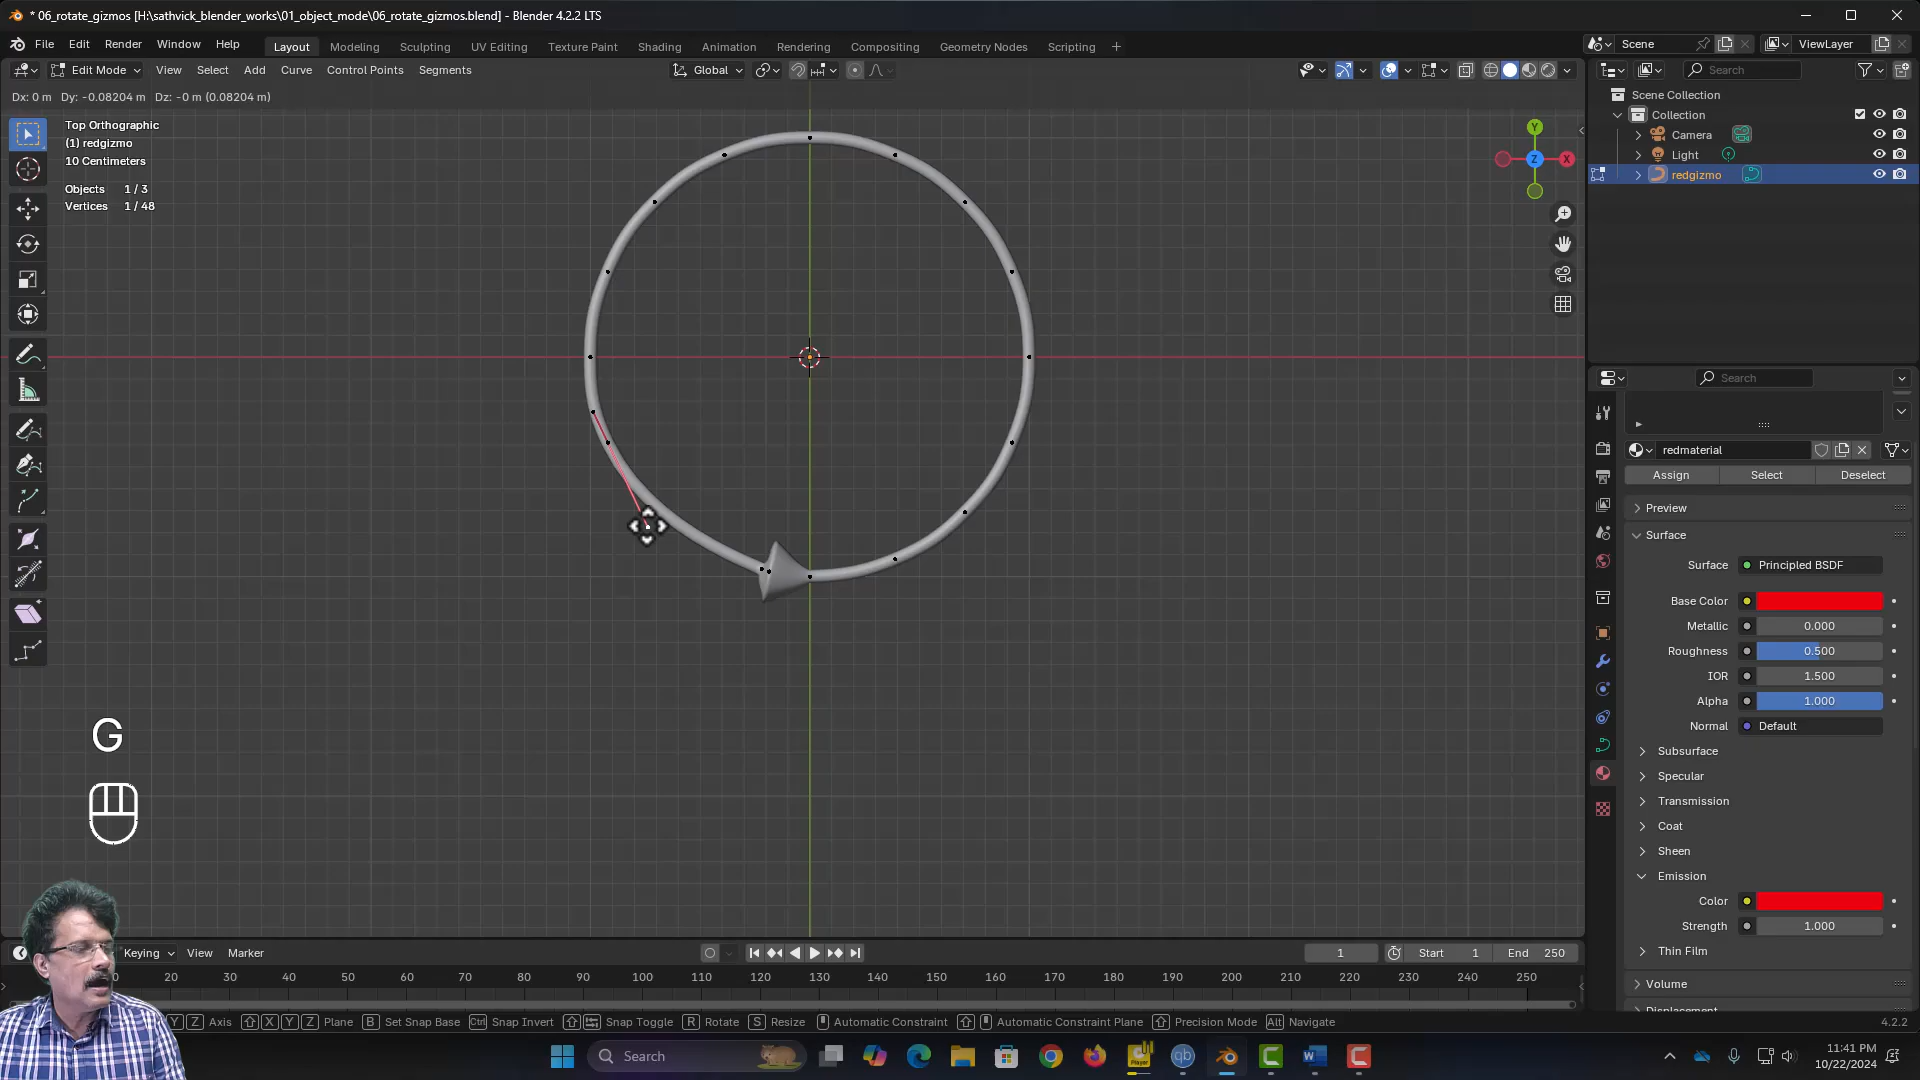 * 06_rotate_gizmos [H:\sathvick_blender_works\01_object_mode\06_rotate_gizmos.blend] - Blender 4.2.2 LTS
File Edit Render Window Help Layout Modeling Sculpting UV Editing Texture Paint Shading Animation Rendering Compositing Geometry Nodes Scripting + Scene ViewLayer
Edit Mode View Select Add Curve Control Points Segments Global Search
Dx: 0 m Dy: -0.08204 m Dz: -0 m (0.08204 m)
Scene Collection
Collection
Camera
Light
redgizmo
Top Orthographic
(1) redgizmo
10 Centimeters
Objects 1 / 3
Vertices 1 / 48
Y
X
Z
Search
redmaterial
Assign Select Deselect
Preview
Surface
Surface Principled BSDF
Base Color
Metallic 0.000
Roughness 0.500
IOR 1.500
Alpha 1.000
Normal Default
Subsurface
Specular
Transmission
Coat
Sheen
Emission
Color
Strength 1.000
Thin Film
Volume
Displacement
G
Keying View Marker 1 Start 1 End 250
0 20 30 40 50 60 70 80 90 100 110 120 130 140 150 160 170 180 190 200 210 220 230 240 250
Y Z Axis X Y Z Plane B Set Snap Base Ctrl Snap Invert Snap Toggle R Rotate S Resize Automatic Constraint Automatic Constraint Plane Precision Mode Alt Navigate 4.2.2
Search
11:41 PM
10/22/2024